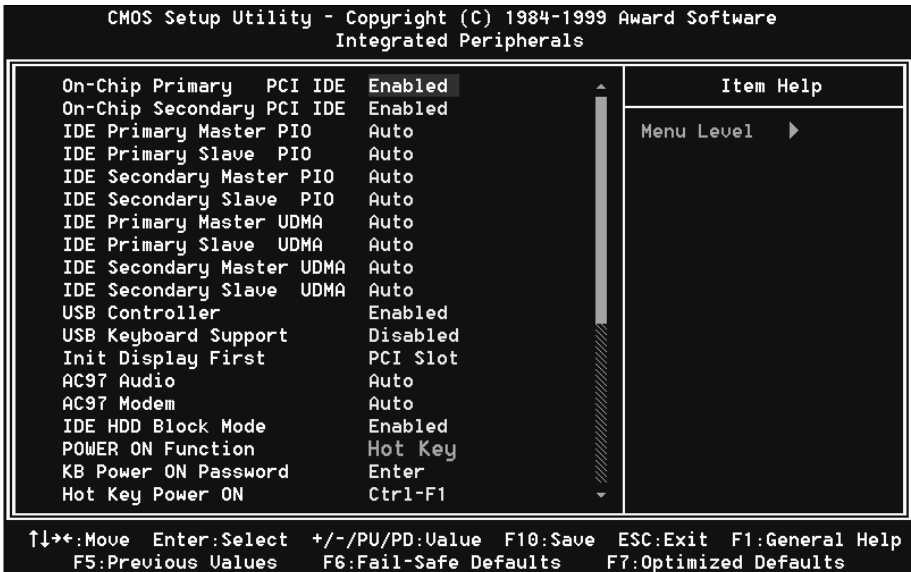 CMOS Setup Utility - Copyright (C) 1984-1999 Award Software
Integrated Peripherals
On-Chip Primary PCI IDE Enabled
On-Chip Secondary PCI IDE Enabled
IDE Primary Master PIO Auto
IDE Primary Slave PIO Auto
IDE Secondary Master PIO Auto
IDE Secondary Slave PIO Auto
IDE Primary Master UDMA Auto
IDE Primary Slave UDMA Auto
IDE Secondary Master UDMA Auto
IDE Secondary Slave UDMA Auto
USB Controller Enabled
USB Keyboard Support Disabled
Init Display First PCI Slot
AC97 Audio Auto
AC97 Modem Auto
IDE HDD Block Mode Enabled
POWER ON Function Hot Key
KB Power ON Password Enter
Hot Key Power ON Ctrl-F1
Item Help
Menu Level ▶
↑↓→←:Move Enter:Select +/-/PU/PD:Value F10:Save ESC:Exit F1:General Help
F5:Previous Values F6:Fail-Safe Defaults F7:Optimized Defaults